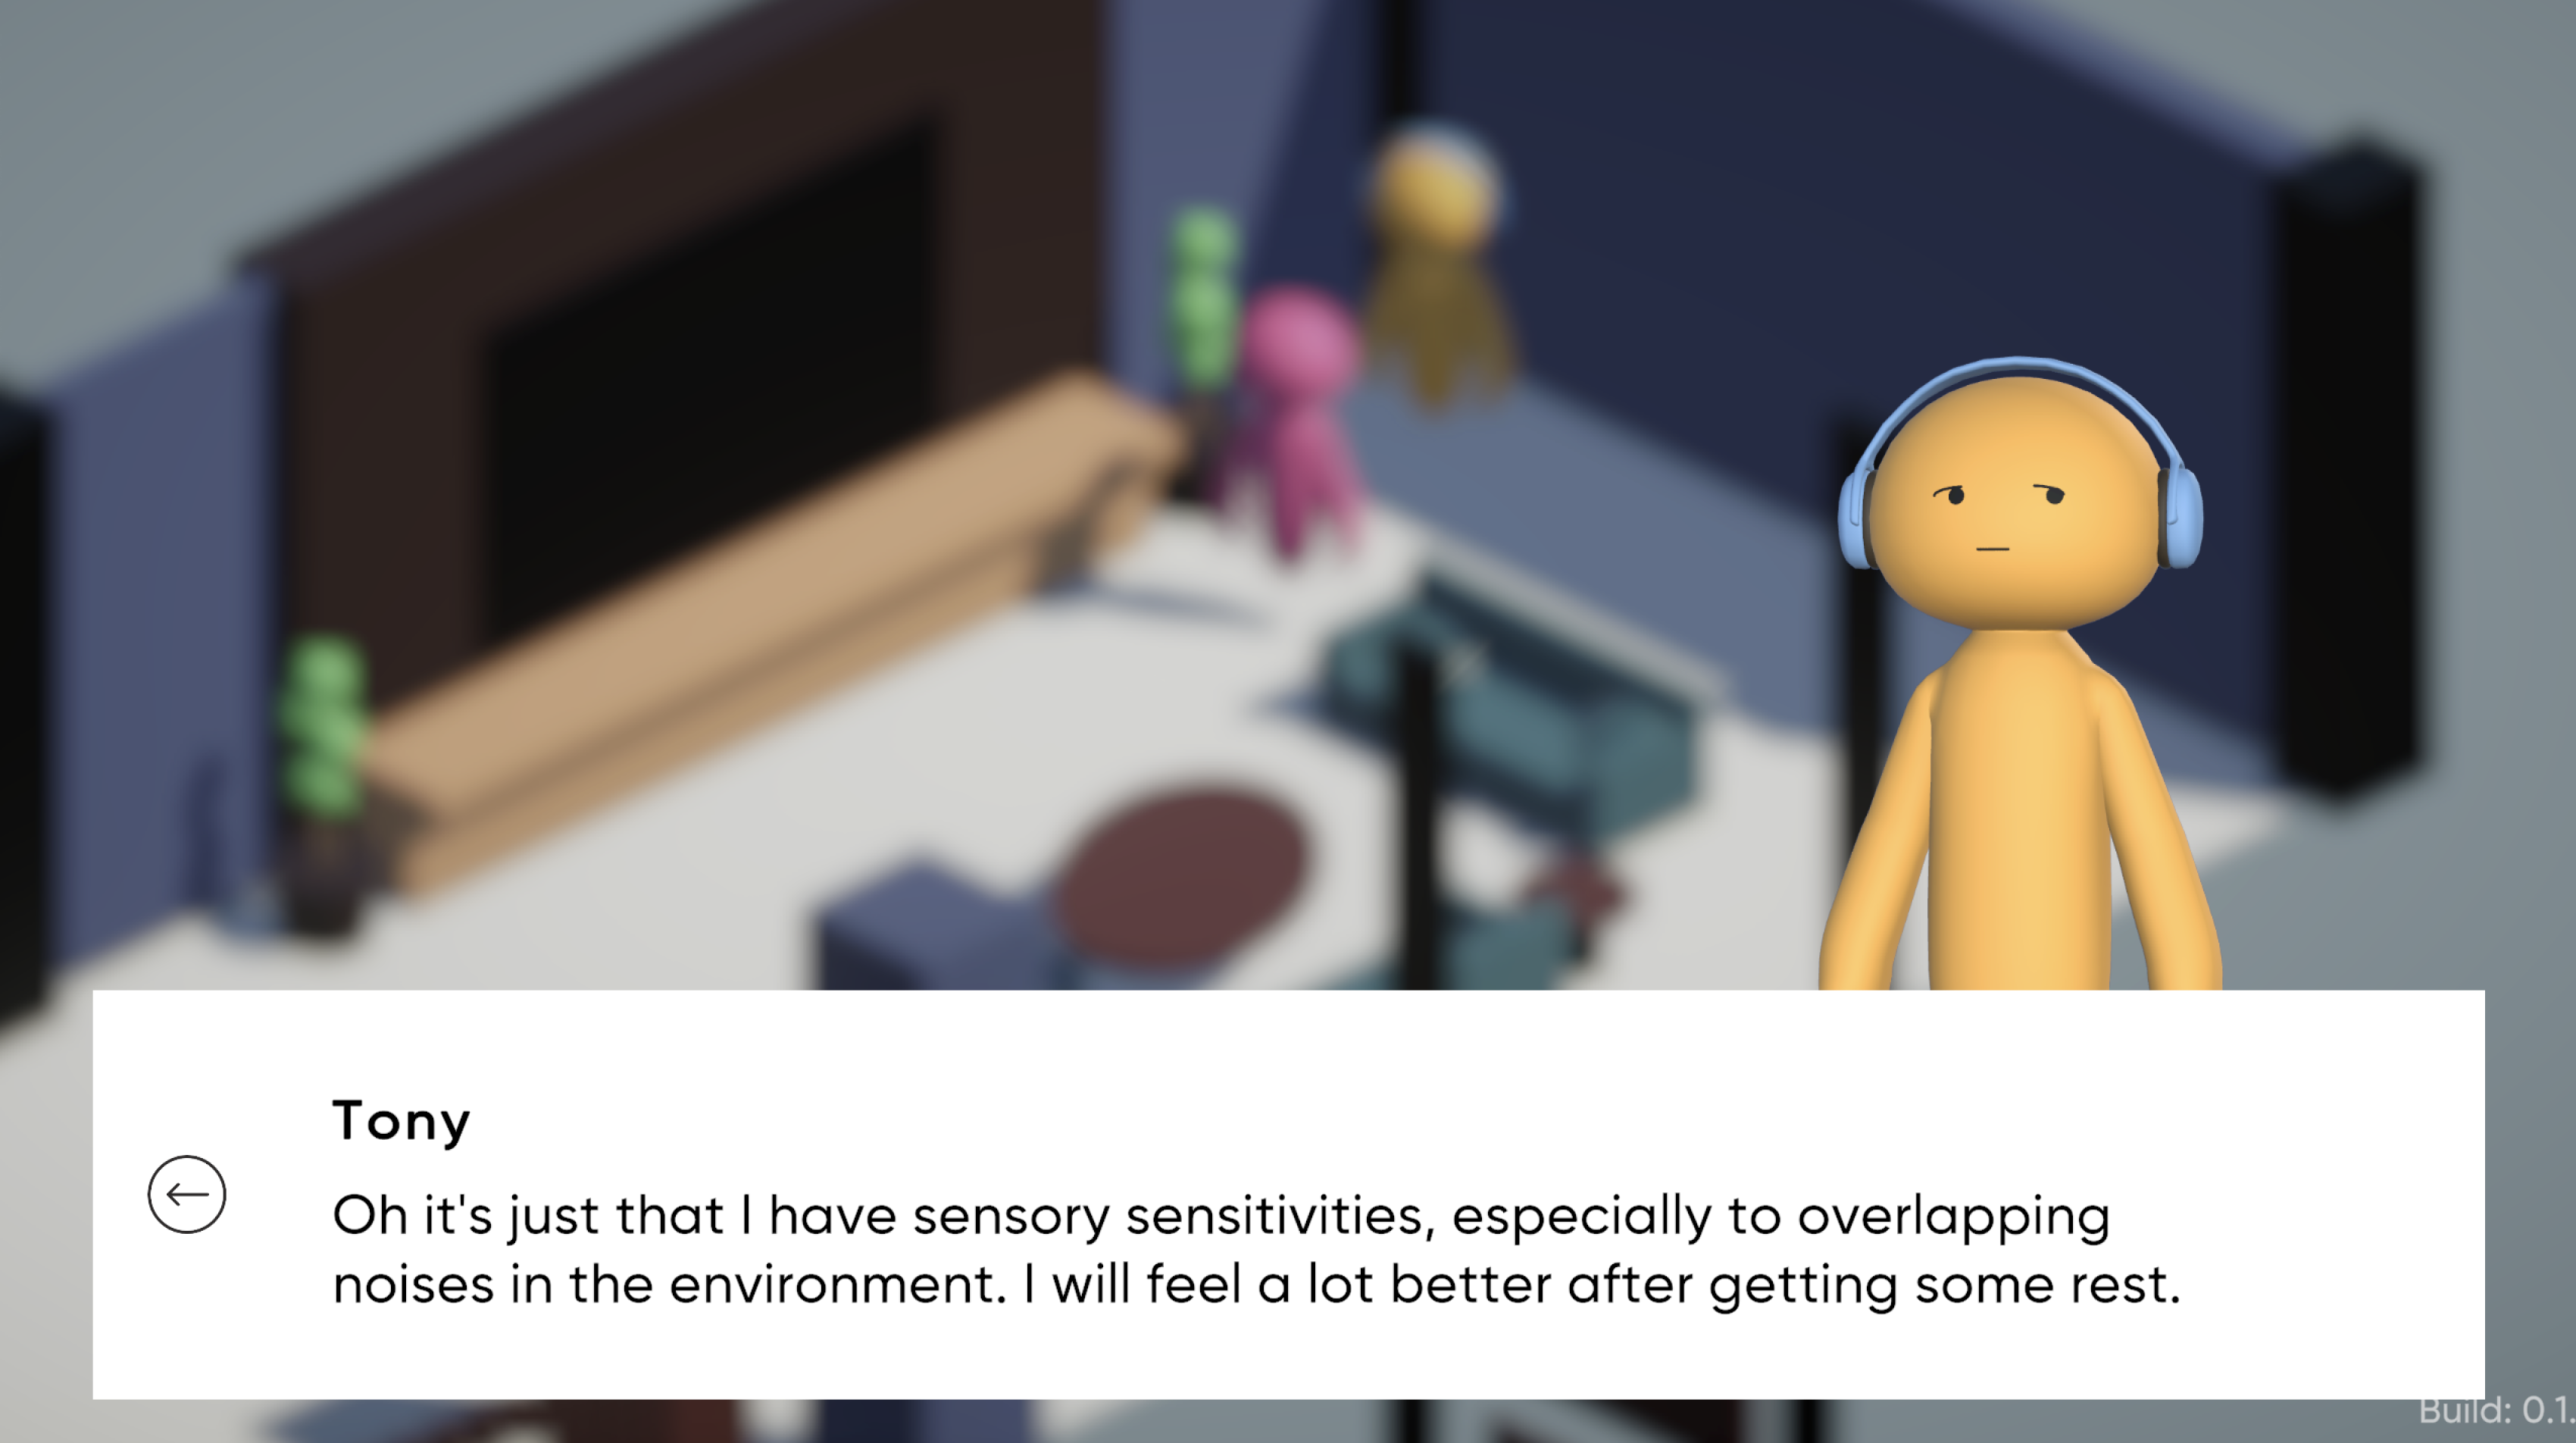 Tony
Oh it's just that I have sensory sensitivities, especially to overlapping
noises in the environment. I will feel a lot better after getting some rest.
Build: 0.1.